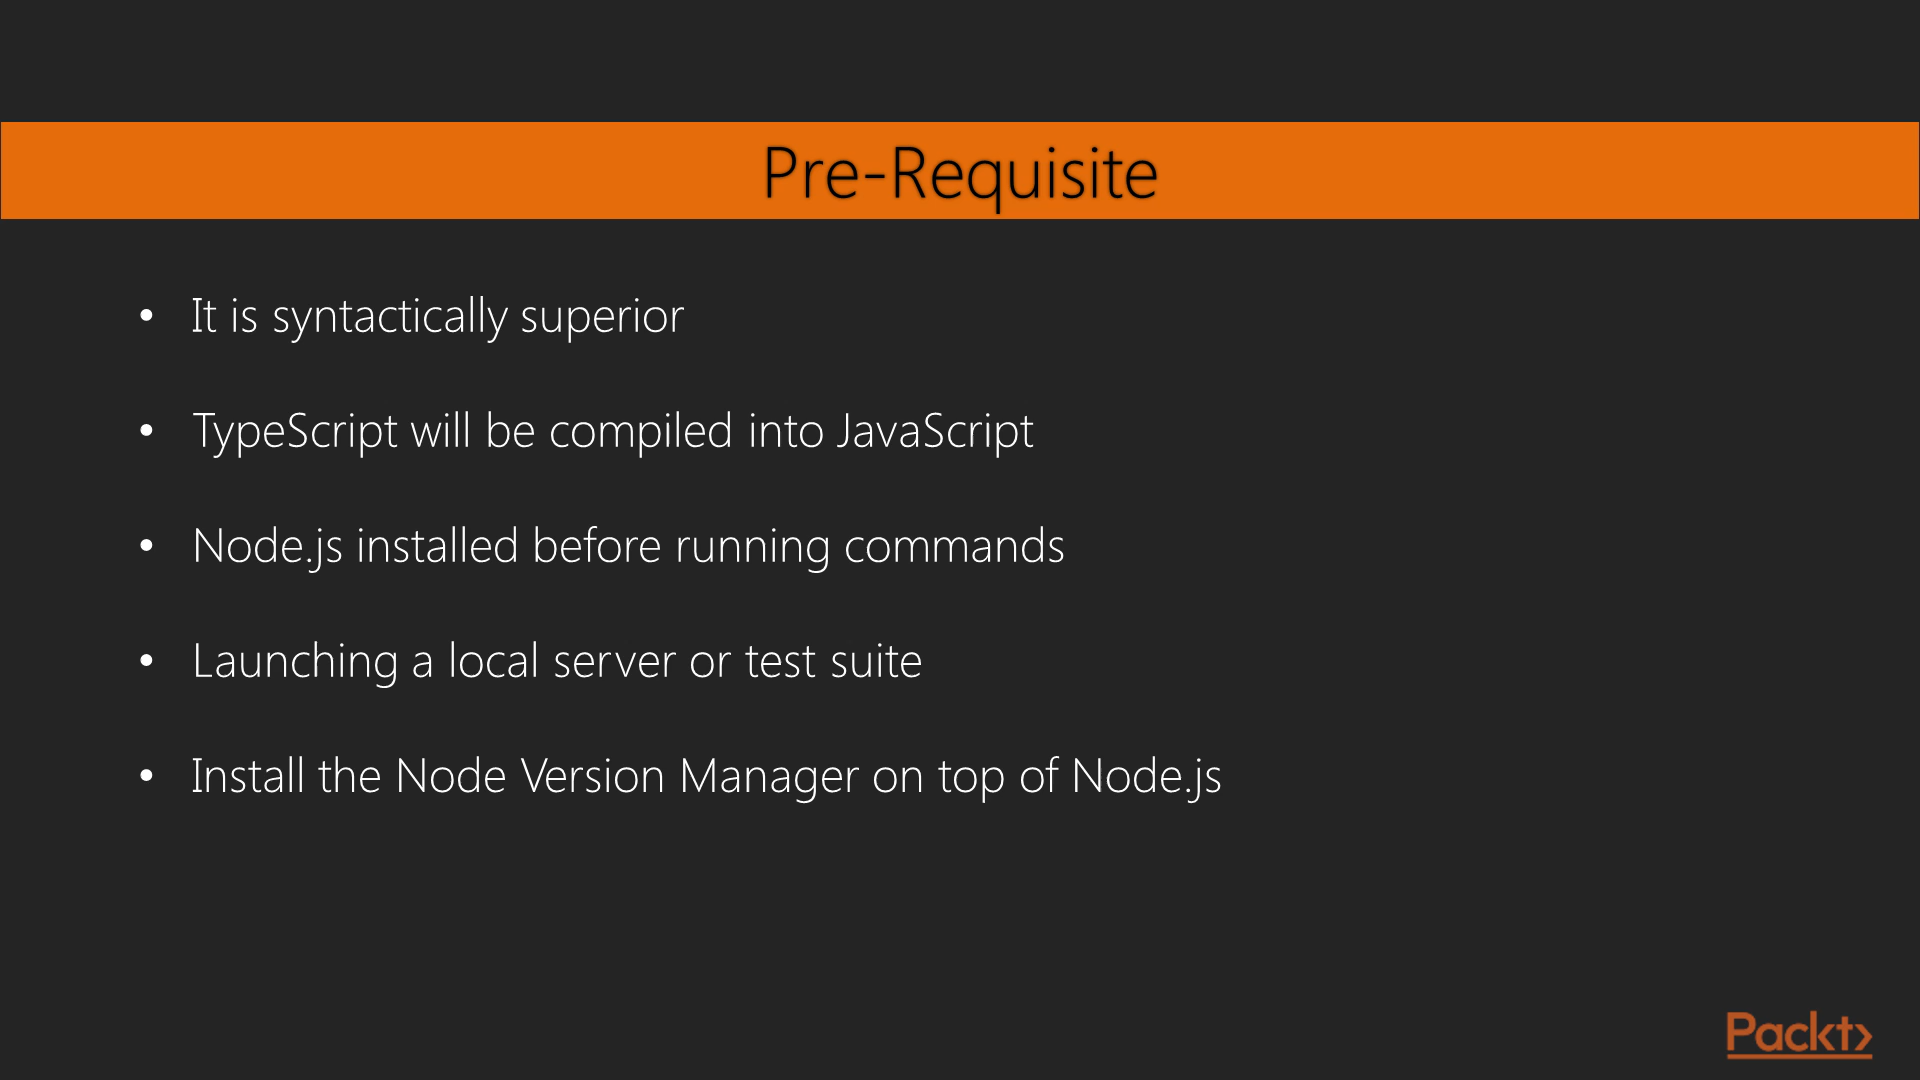 Pre-Requisite
• It is syntactically superior
• TypeScript will be compiled into JavaScript
• Node.js installed before running commands
• Launching a local server or test suite
• Install the Node Version Manager on top of Node.js
Packt>